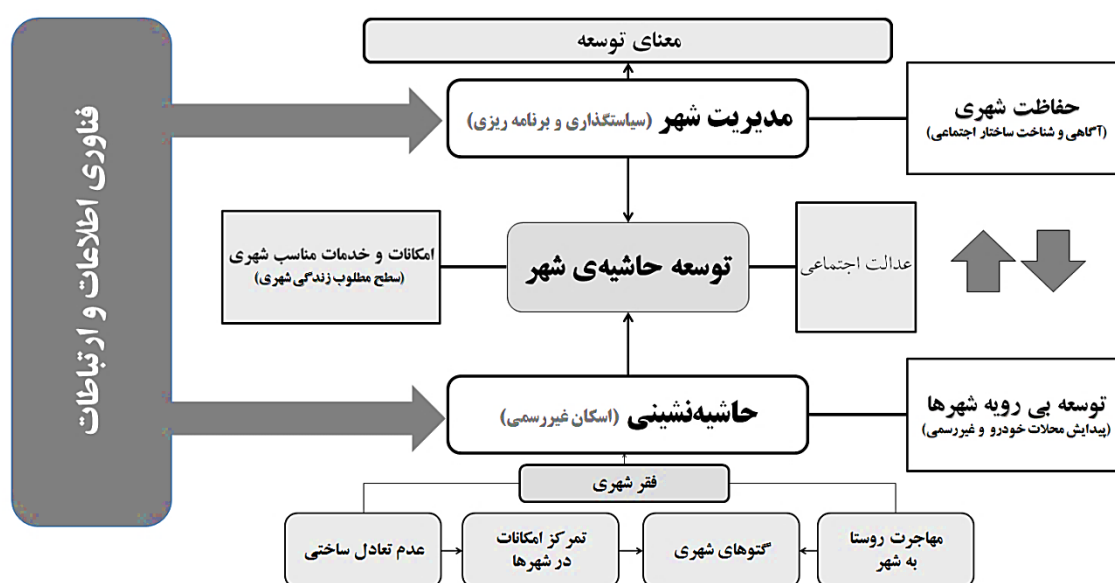 معنای توسعه
فناوری اطلاعات و ارتباطات
مدیریت شهر (سیاستگذاری و برنامه ریزی)
حفاظت شهری
(آگاهی و شناخت ساختار اجتماعی)
امکانات و خدمات مناسب شهری
(سطح مطلوب زندگی شهری)
توسعه حاشیه‌ی شهر
عدالت اجتماعی
حاشیه‌نشینی (اسکان غیررسمی)
توسعه بی رویه شهرها
(پیدایش محلات خودرو و غیررسمی)
فقر شهری
مهاجرت روستا
به شهر
گتوهای شهری
تمرکز امکانات
در شهرها
عدم تعادل ساختی